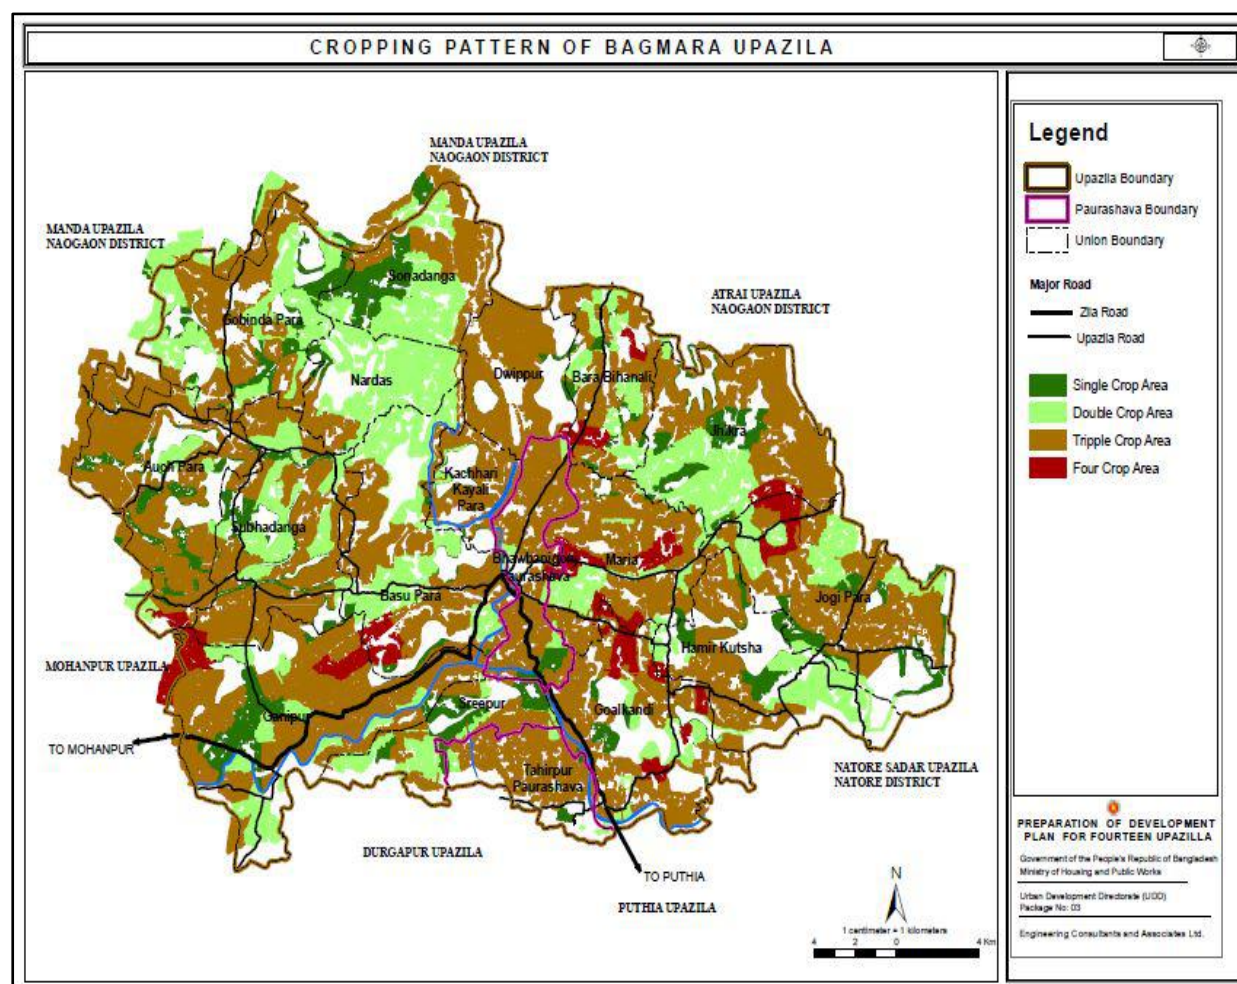 CROPPING PATTERN OF BAGMARA UPAZILA
MANDA UPAZILA
NAOGAON DISTRICT
MANDA UPAZILA
NAOGAON DISTRICT
ATRAI UPAZILA
NAOGAON DISTRICT
Sonadanga
Gobinda Para
Nardas
Dwippur
Bara Bihanali
Jhikra
Auch Para
Kachhari
Kayali
Para
Subhadanga
Bhawbaniganj
Paurashava
Maria
Basu Para
Jogi Para
Hamir Kutsha
MOHANPUR UPAZILA
Ganipur
Sreepur
Goalkandi
TO MOHANPUR
Tahirpur
Paurashava
NATORE SADAR UPAZILA
NATORE DISTRICT
DURGAPUR UPAZILA
TO PUTHIA
PUTHIA UPAZILA
N
1 centimeter = 1 kilometers
4 2 0 4 Km
Legend
Upazila Boundary
Paurashava Boundary
Union Boundary
Major Road
Zila Road
Upazila Road
Single Crop Area
Double Crop Area
Tripple Crop Area
Four Crop Area
PREPARATION OF DEVELOPMENT
PLAN FOR FOURTEEN UPAZILLA
Government of the People's Republic of Bangladesh
Ministry of Housing and Public Works
Urban Development Directorate (UDD)
Package No: 03
Engineering Consultants and Associates Ltd.